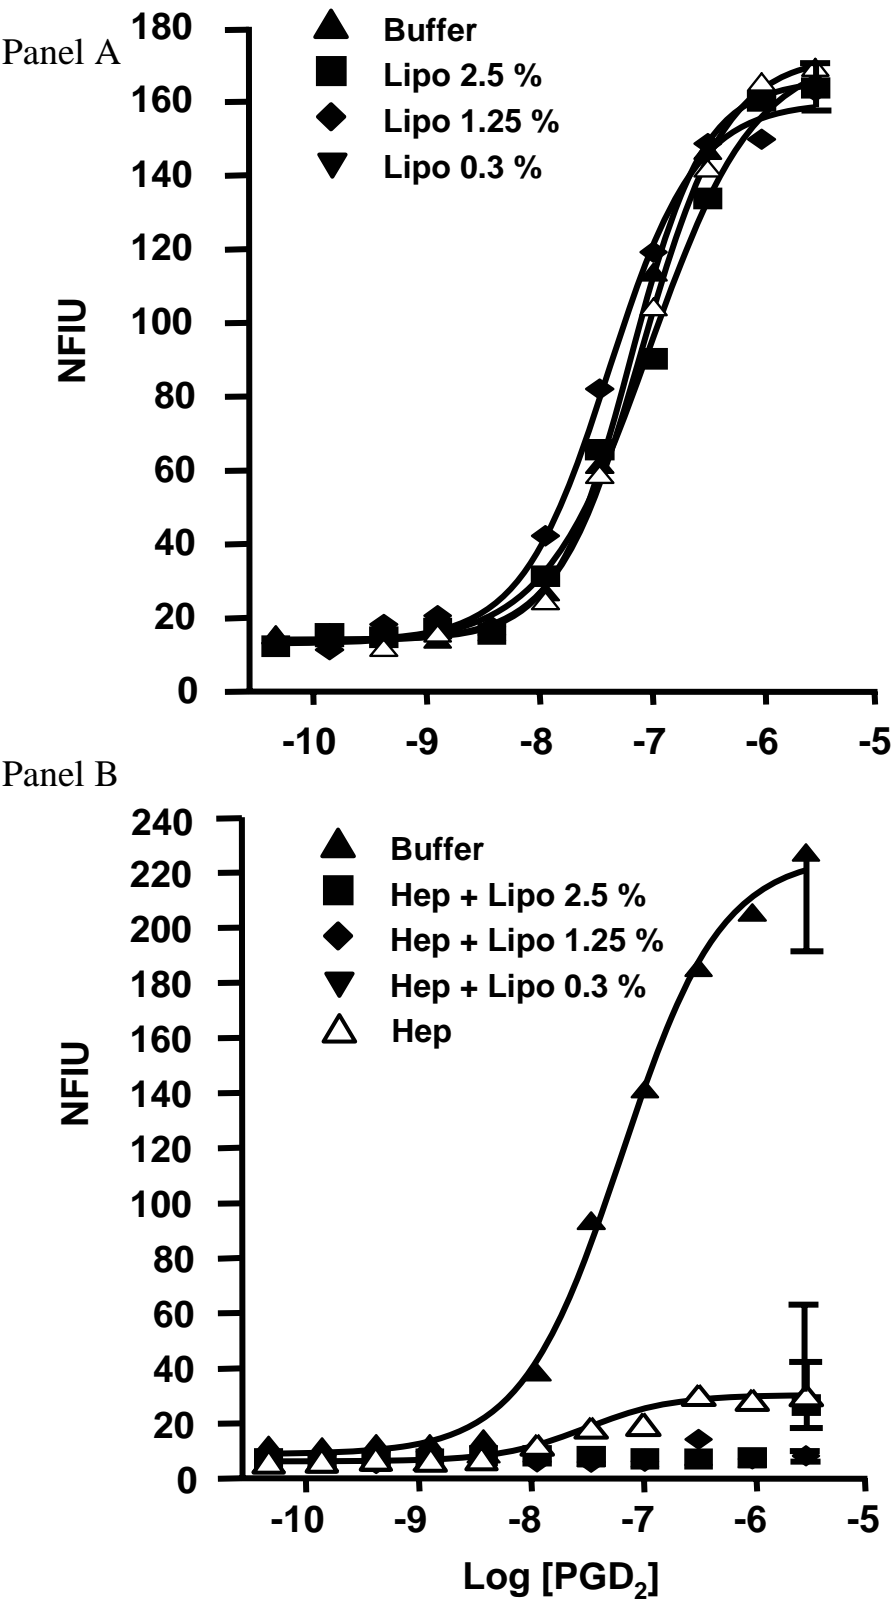 Panel A
NFIU
180
160
140
120
100
80
60
40
20
0
Buffer
Lipo 2.5 %
Lipo 1.25 %
Lipo 0.3 %
-10 -9 -8 -7 -6 -5
Panel B
NFIU
240
220
200
180
160
140
120
100
80
60
40
20
0
Buffer
Hep + Lipo 2.5 %
Hep + Lipo 1.25 %
Hep + Lipo 0.3 %
Hep
-10 -9 -8 -7 -6 -5
Log [PGD₂]